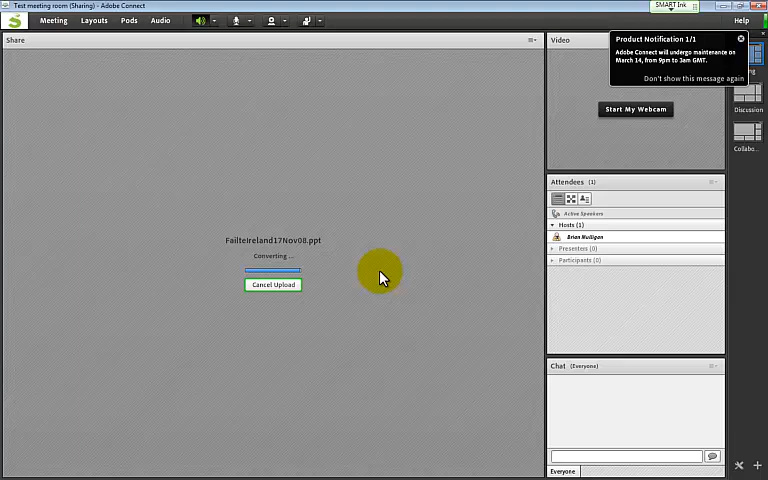 Test meeting room (Sharing) - Adobe Connect
SMART Ink
Meeting Layouts Pods Audio
Help
Share
Video
Product Notification 1/1
Adobe Connect will undergo maintenance on
March 14, from 9pm to 3am GMT.
Don't show this message again
Start My Webcam
Discussion
Collabo...
Attendees (1)
Active Speakers
Hosts (1)
Brian Mulligan
Presenters (0)
Participants (0)
FailteIreland17Nov08.ppt
Converting ...
Cancel Upload
Chat (Everyone)
Everyone